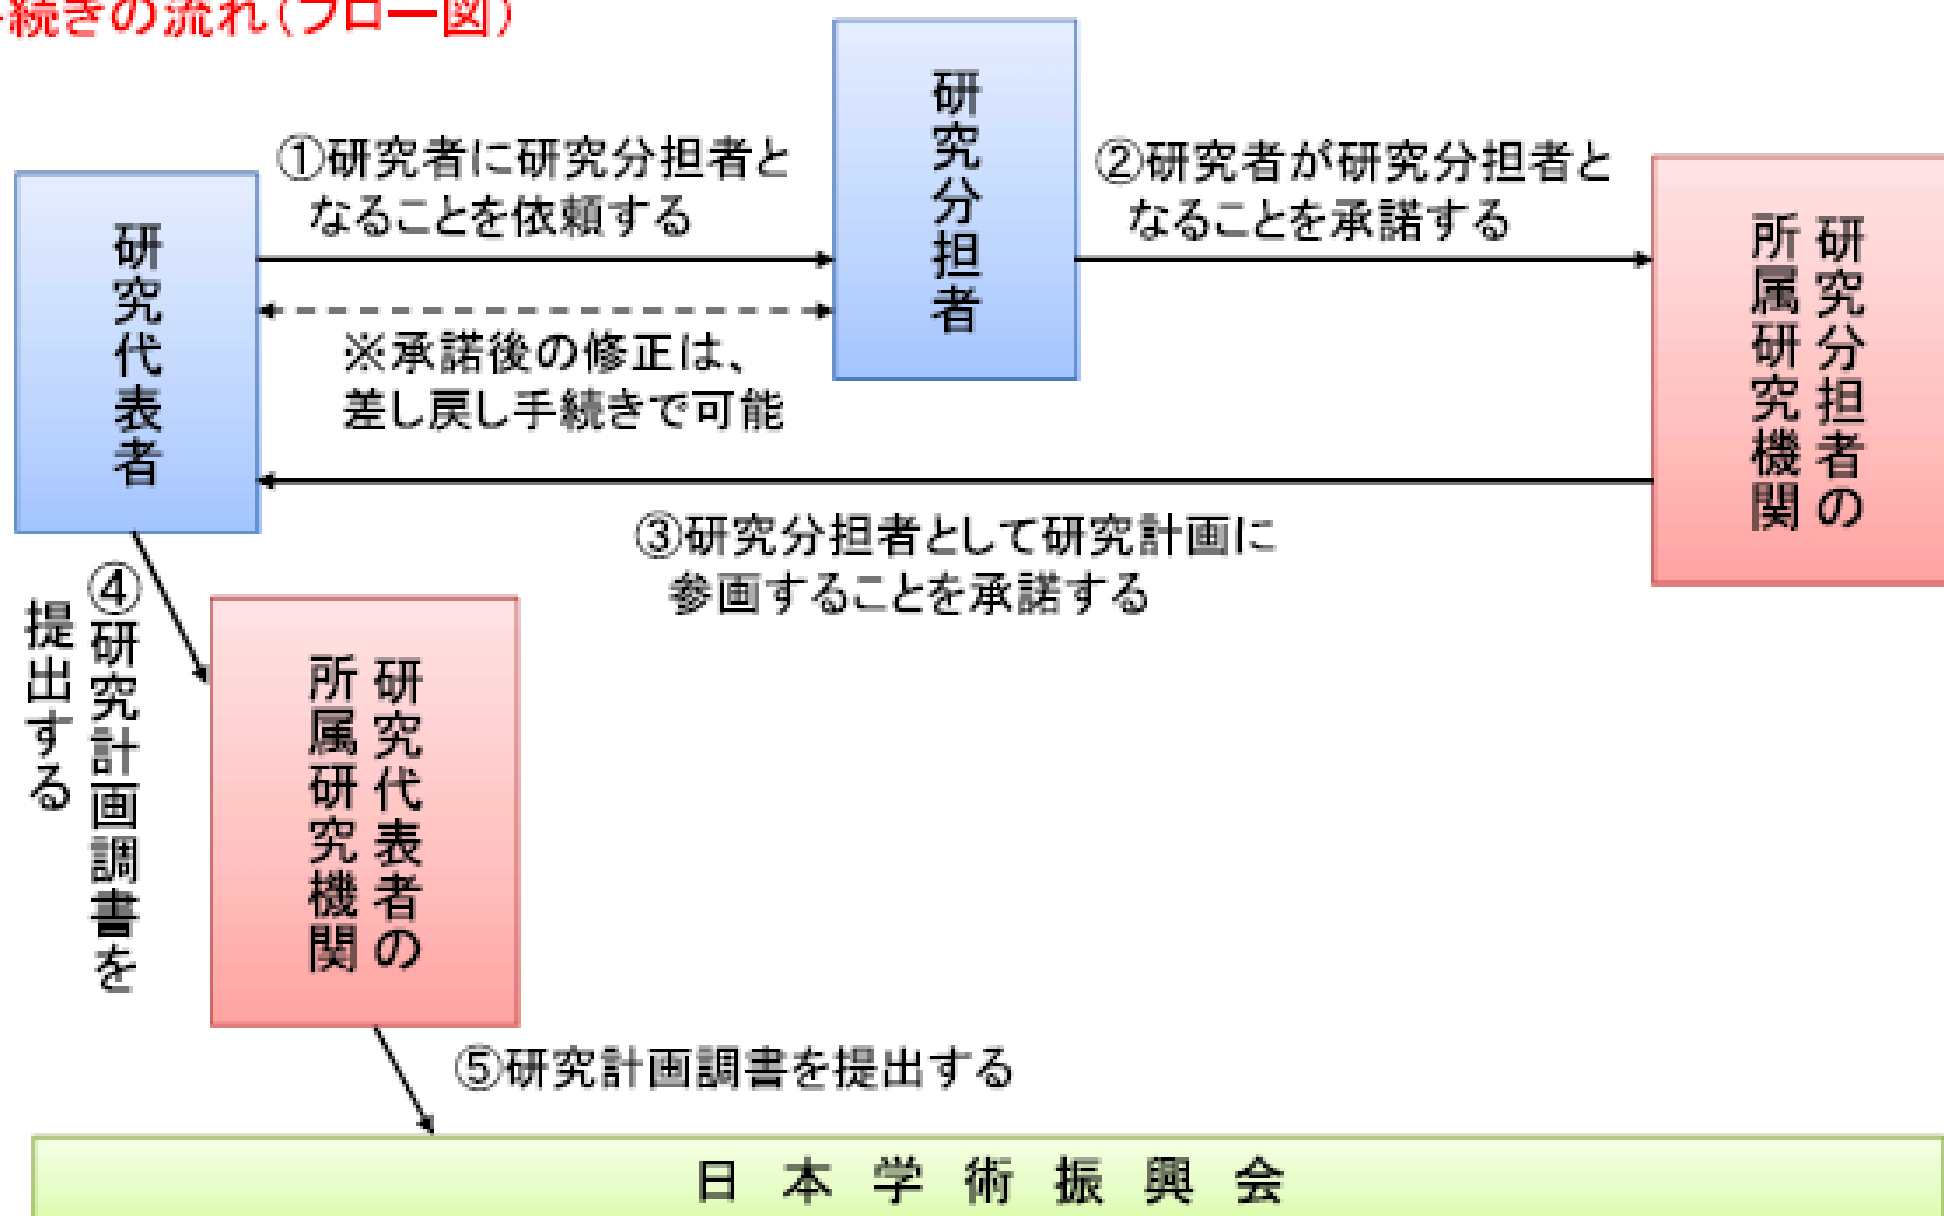 続きの流れ(フロー図)
研究代表者
①研究者に研究分担者と
なることを依頼する
※承諾後の修正は、
差し戻し手続きで可能
研究分担者
②研究者が研究分担者と
なることを承諾する
研究分担者の
所属研究機関
③研究分担者として研究計画に
参画することを承諾する
④研究計画調書を
提出する
研究代表者の
所属研究機関
⑤研究計画調書を提出する
日本学術振興会